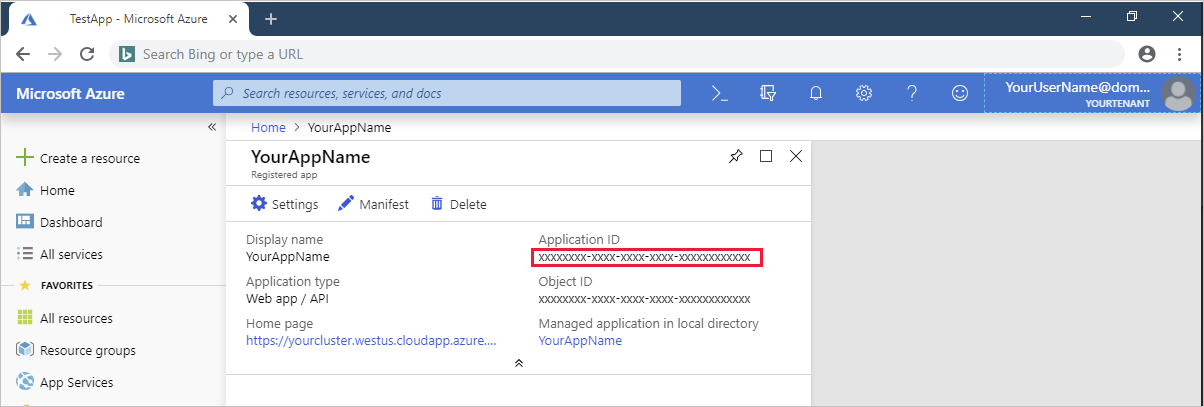 TestApp - Microsoft Azure
Search Bing or type a URL
Microsoft Azure
Search resources, services, and docs
YourUserName@dom...
YOURTENANT
Create a resource
Home
Dashboard
All services
FAVORITES
All resources
Resource groups
App Services
Home > YourAppName
YourAppName
Registered app
Settings Manifest Delete
Display name
YourAppName
Application type
Web app / API
Home page
https://yourcluster.westus.cloudapp.azure....
Application ID
xxxxxxxx-xxxx-xxxx-xxxx-xxxxxxxxxxxx
Object ID
xxxxxxxx-xxxx-xxxx-xxxx-xxxxxxxxxxxx
Managed application in local directory
YourAppName